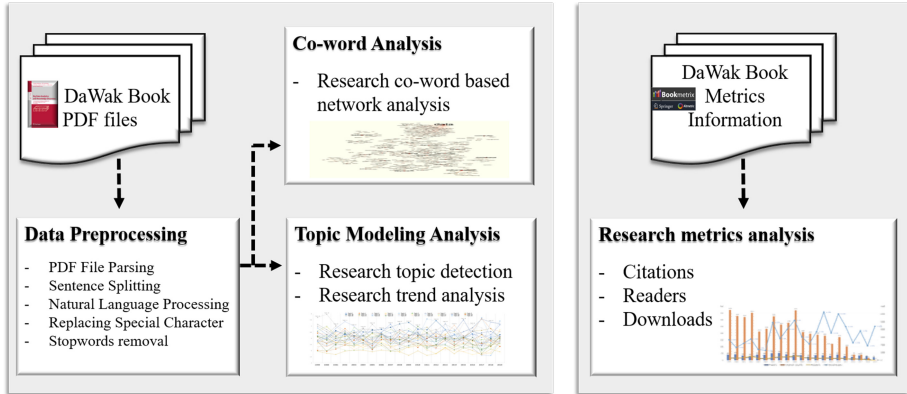 DaWak Book
PDF files
Data Preprocessing
- PDF File Parsing
- Sentence Splitting
- Natural Language Processing
- Replacing Special Character
- Stopwords removal
Co-word Analysis
- Research co-word based
network analysis
Topic Modeling Analysis
- Research topic detection
- Research trend analysis
DaWak Book
Metrics
Information
Bookmetrix
Springer
Research metrics analysis
- Citations
- Readers
- Downloads